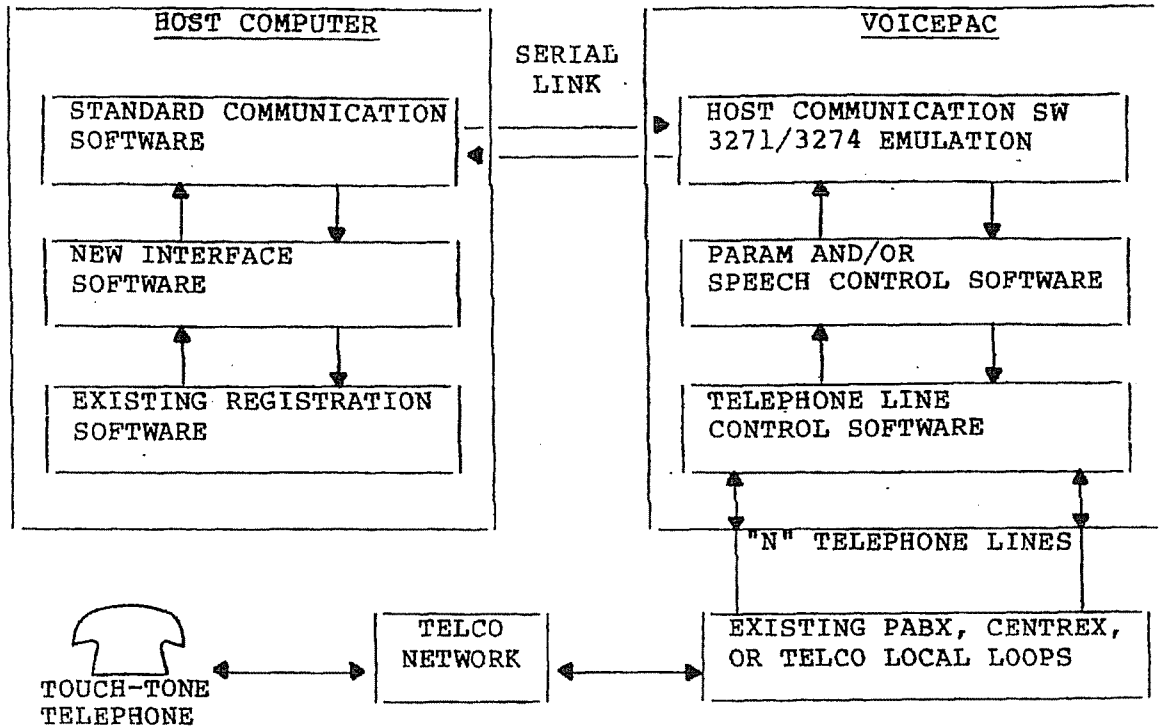 HOST COMPUTER
SERIAL
LINK
VOICEPAC
STANDARD COMMUNICATION
SOFTWARE
HOST COMMUNICATION SW
3271/3274 EMULATION
NEW INTERFACE
SOFTWARE
PARAM AND/OR
SPEECH CONTROL SOFTWARE
EXISTING REGISTRATION
SOFTWARE
TELEPHONE LINE
CONTROL SOFTWARE
"N" TELEPHONE LINES
TOUCH-TONE
TELEPHONE
TELCO
NETWORK
EXISTING PABX, CENTREX,
OR TELCO LOCAL LOOPS